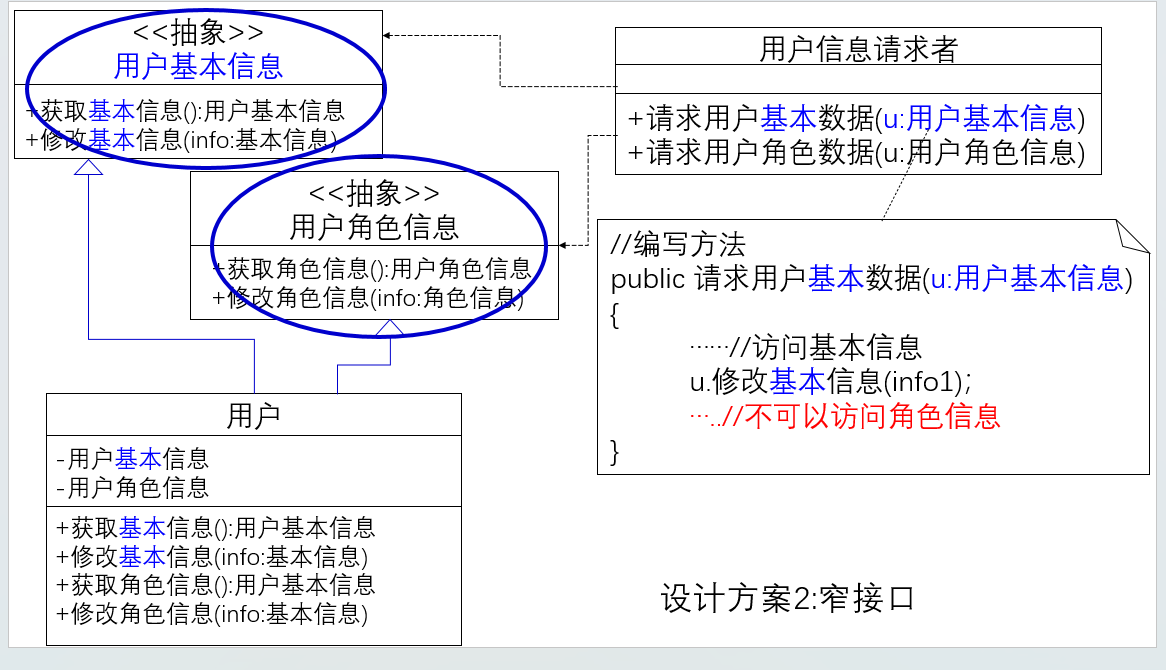 <<抽象>>
用户基本信息
+获取基本信息():用户基本信息
+修改基本信息(info:基本信息)
<<抽象>>
用户角色信息
+获取角色信息():用户角色信息
+修改角色信息(info:角色信息)
用户
-用户基本信息
-用户角色信息
+获取基本信息():用户基本信息
+修改基本信息(info:基本信息)
+获取角色信息():用户基本信息
+修改角色信息(info:基本信息)
用户信息请求者
+请求用户基本数据(u:用户基本信息)
+请求用户角色数据(u:用户角色信息)
//编写方法
public 请求用户基本数据(u:用户基本信息)
{
……//访问基本信息
u.修改基本信息(info1);
…..//不可以访问角色信息
}
设计方案2:窄接口